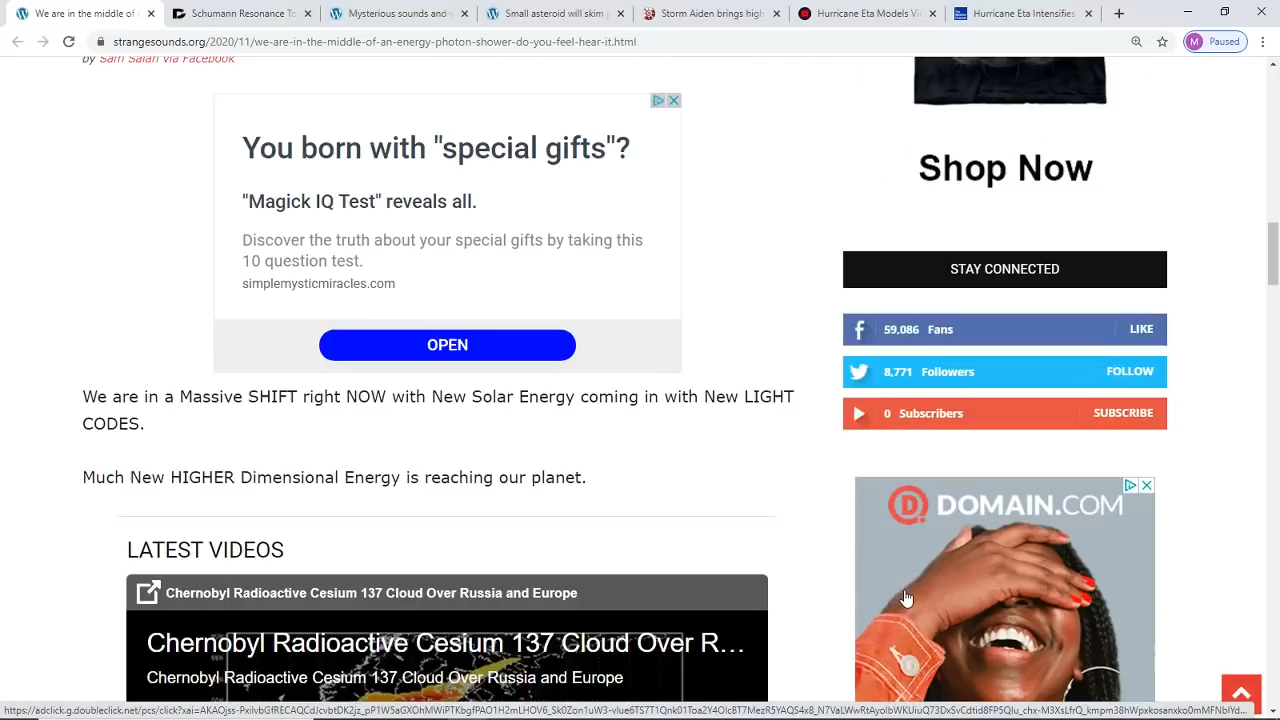 We are in the middle of an e
Schumann Resonance To
Mysterious sounds and v
Small asteroid will skim
Storm Alden brings high
Hurricane Eta Models Vi
Hurricane Eta Intensifies
strangesounds.org/2020/11/we-are-in-the-middle-of-an-energy-photon-shower-do-you-feel-hear-it.html
M Paused
by Sam Salah via Facebook
You born with "special gifts"?
"Magick IQ Test" reveals all.
Discover the truth about your special gifts by taking this
10 question test.
simplemysticmiracles.com
OPEN
We are in a Massive SHIFT right NOW with New Solar Energy coming in with New LIGHT
CODES.
Much New HIGHER Dimensional Energy is reaching our planet.
LATEST VIDEOS
Chernobyl Radioactive Cesium 137 Cloud Over Russia and Europe
Chernobyl Radioactive Cesium 137 Cloud Over R...
Chernobyl Radioactive Cesium 137 Cloud Over Russia and Europe
Shop Now
STAY CONNECTED
59,086 Fans LIKE
8,771 Followers FOLLOW
0 Subscribers SUBSCRIBE
DOMAIN.COM